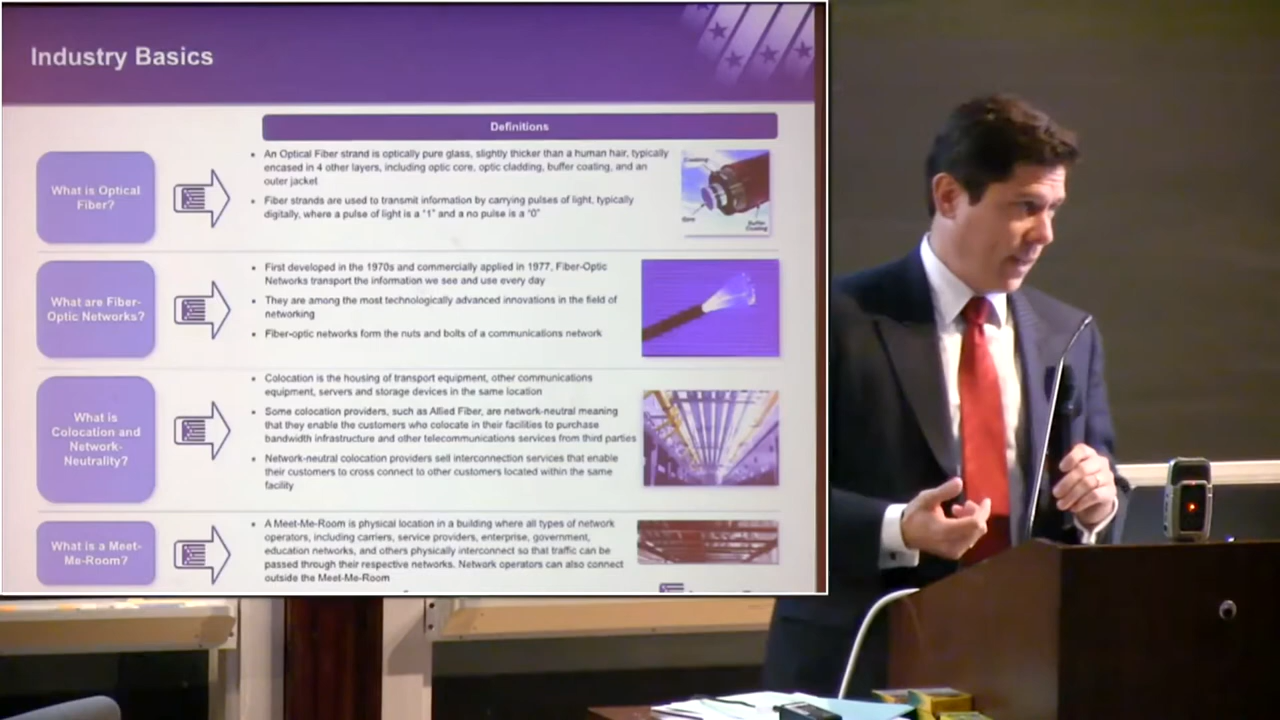 Industry Basics
Definitions
What is Optical
Fiber?
An Optical Fiber strand is optically pure glass, slightly thicker than a human hair, typically
encased in 4 other layers, including optic core, optic cladding, buffer coating, and an
outer jacket
Fiber strands are used to transmit information by carrying pulses of light, typically
digitally, where a pulse of light is a "1" and a no pulse is a "0"
Core
Buffer
Coating
What are Fiber-
Optic Networks?
First developed in the 1970s and commercially applied in 1977, Fiber-Optic
Networks transport the information we see and use every day
They are among the most technologically advanced innovations in the field of
networking
Fiber-optic networks form the nuts and bolts of a communications network
What is
Colocation and
Network-
Neutrality?
Colocation is the housing of transport equipment, other communications
equipment, servers and storage devices in the same location
Some colocation providers, such as Allied Fiber, are network-neutral meaning
that they enable the customers who colocate in their facilities to purchase
bandwidth infrastructure and other telecommunications services from third parties
Network-neutral colocation providers sell interconnection services that enable
their customers to cross connect to other customers located within the same
facility
What is a Meet-
Me-Room?
A Meet-Me-Room is physical location in a building where all types of network
operators, including carriers, service providers, enterprise, government,
education networks, and others physically interconnect so that traffic can be
passed through their respective networks. Network operators can also connect
outside the Meet-Me-Room